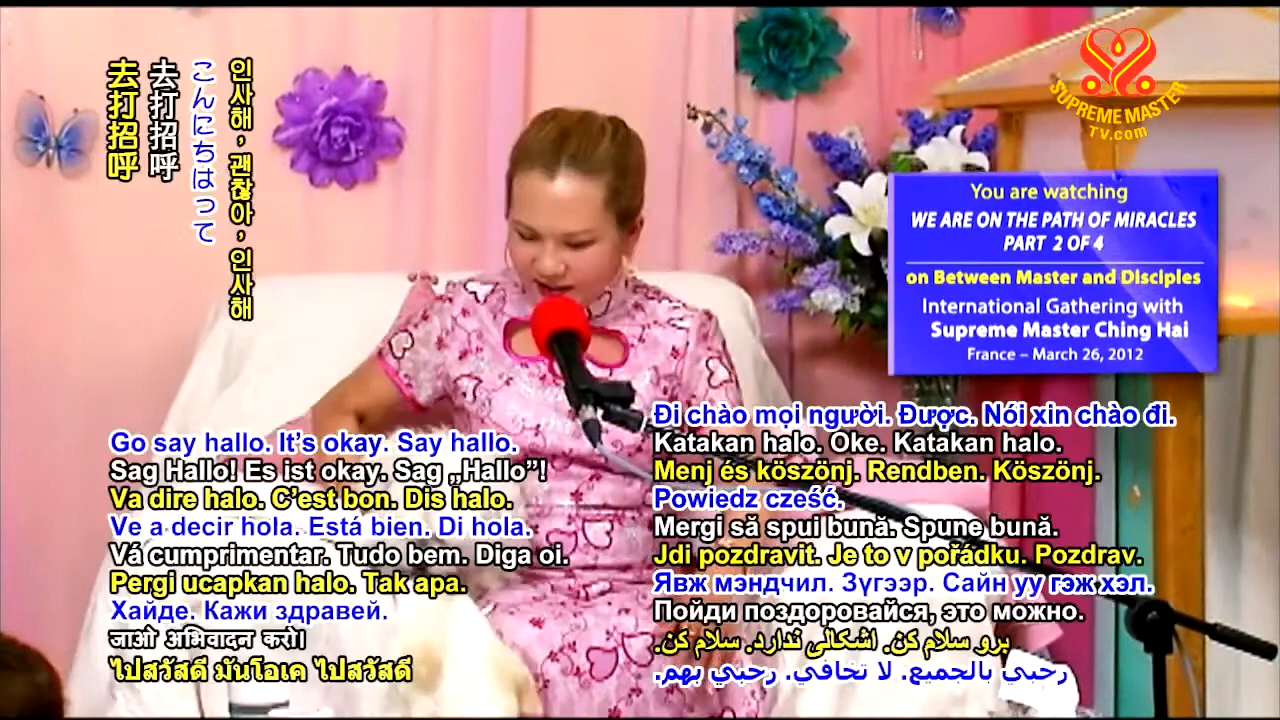 去打招呼
去打招呼
こんにちはって
인사해, 괜찮아, 인사해
SUPREME MASTER
TV.com
You are watching
WE ARE ON THE PATH OF MIRACLES
PART 2 OF 4
on Between Master and Disciples
International Gathering with
Supreme Master Ching Hai
France – March 26, 2012
Go say hallo. It’s okay. Say hallo.
Sag Hallo! Es ist okay. Sag „Hallo”!
Va dire halo. C’est bon. Dis halo.
Ve a decir hola. Está bien. Di hola.
Vá cumprimentar. Tudo bem. Diga oi.
Pergi ucapkan halo. Tak apa.
Хайде. Кажи здравей.
जाओ अभिवादन करो।
ไปสวัสดี มันโอเค ไปสวัสดี
Đi chào mọi người. Được. Nói xin chào đi.
Katakan halo. Oke. Katakan halo.
Menj és köszönj. Rendben. Köszönj.
Powiedz cześć.
Mergi să spui bună. Spune bună.
Jdi pozdravit. Je to v pořádku. Pozdrav.
Явж мэндчил. Зүгээр. Сайн уу гэж хэл.
Пойди поздоровайся, это можно.
برو سلام کن. اشکالی ندارد. سلام کن.
رحبي بالجميع. لا تخافي. رحبي بهم.